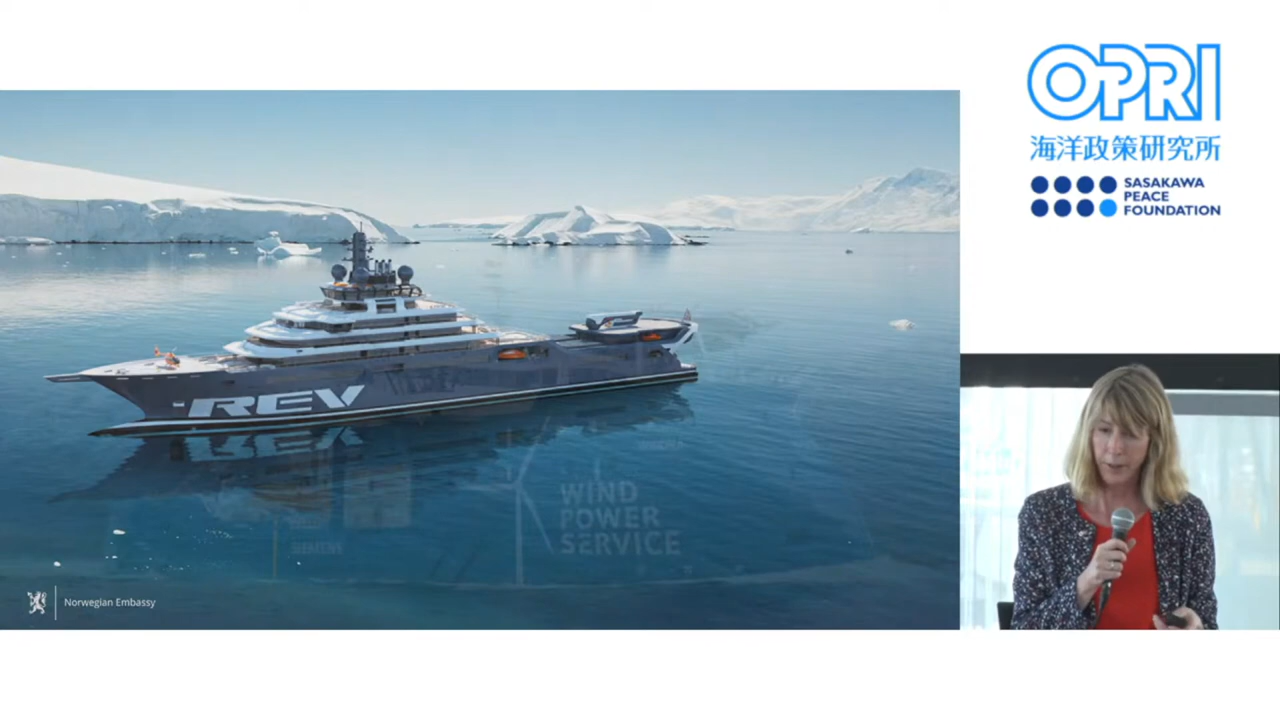 OPRI
海洋政策研究所
SASAKAWA
PEACE
FOUNDATION
REV
WIND
POWER
SERVICE
SIEMENS
Norwegian Embassy